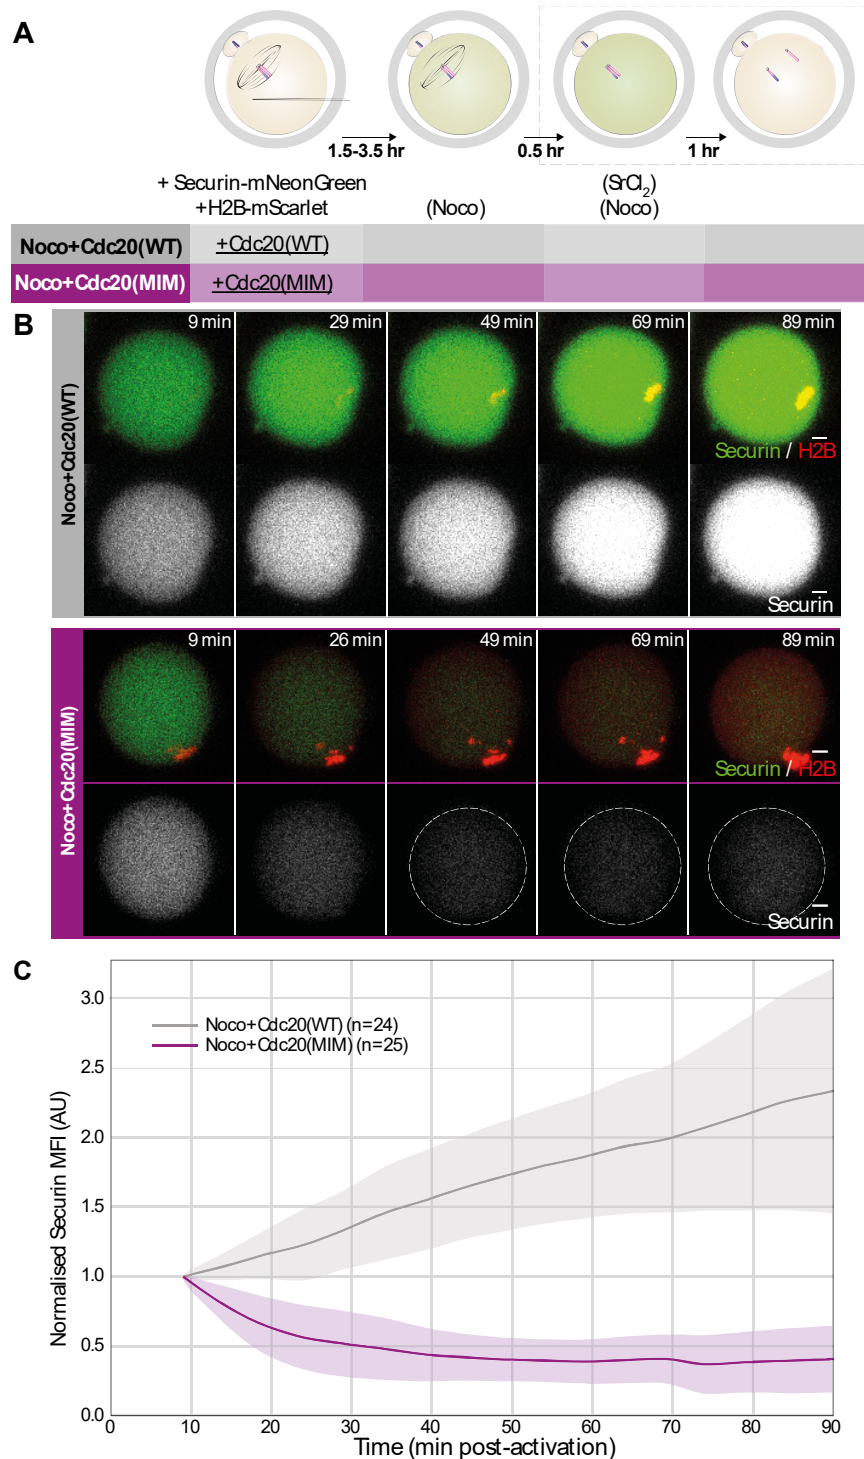 A
1.5-3.5 hr
0.5 hr
1 hr
+ Securin-mNeonGreen
+H2B-mScarlet
(Noco)
(SrCl2)
(Noco)
Noco+Cdc20(WT)
+Cdc20(WT)
Noco+Cdc20(MIM)
+Cdc20(MIM)
B
Noco+Cdc20(WT)
9 min
29 min
49 min
69 min
89 min
Securin / H2B
Securin
Noco+Cdc20(MIM)
9 min
26 min
49 min
69 min
89 min
Securin / H2B
Securin
C
Normalised Securin MFI (AU)
3.0
2.5
2.0
1.5
1.0
0.5
0.0
Noco+Cdc20(WT) (n=24)
Noco+Cdc20(MIM) (n=25)
0
10
20
30
40
50
60
70
80
90
Time (min post-activation)